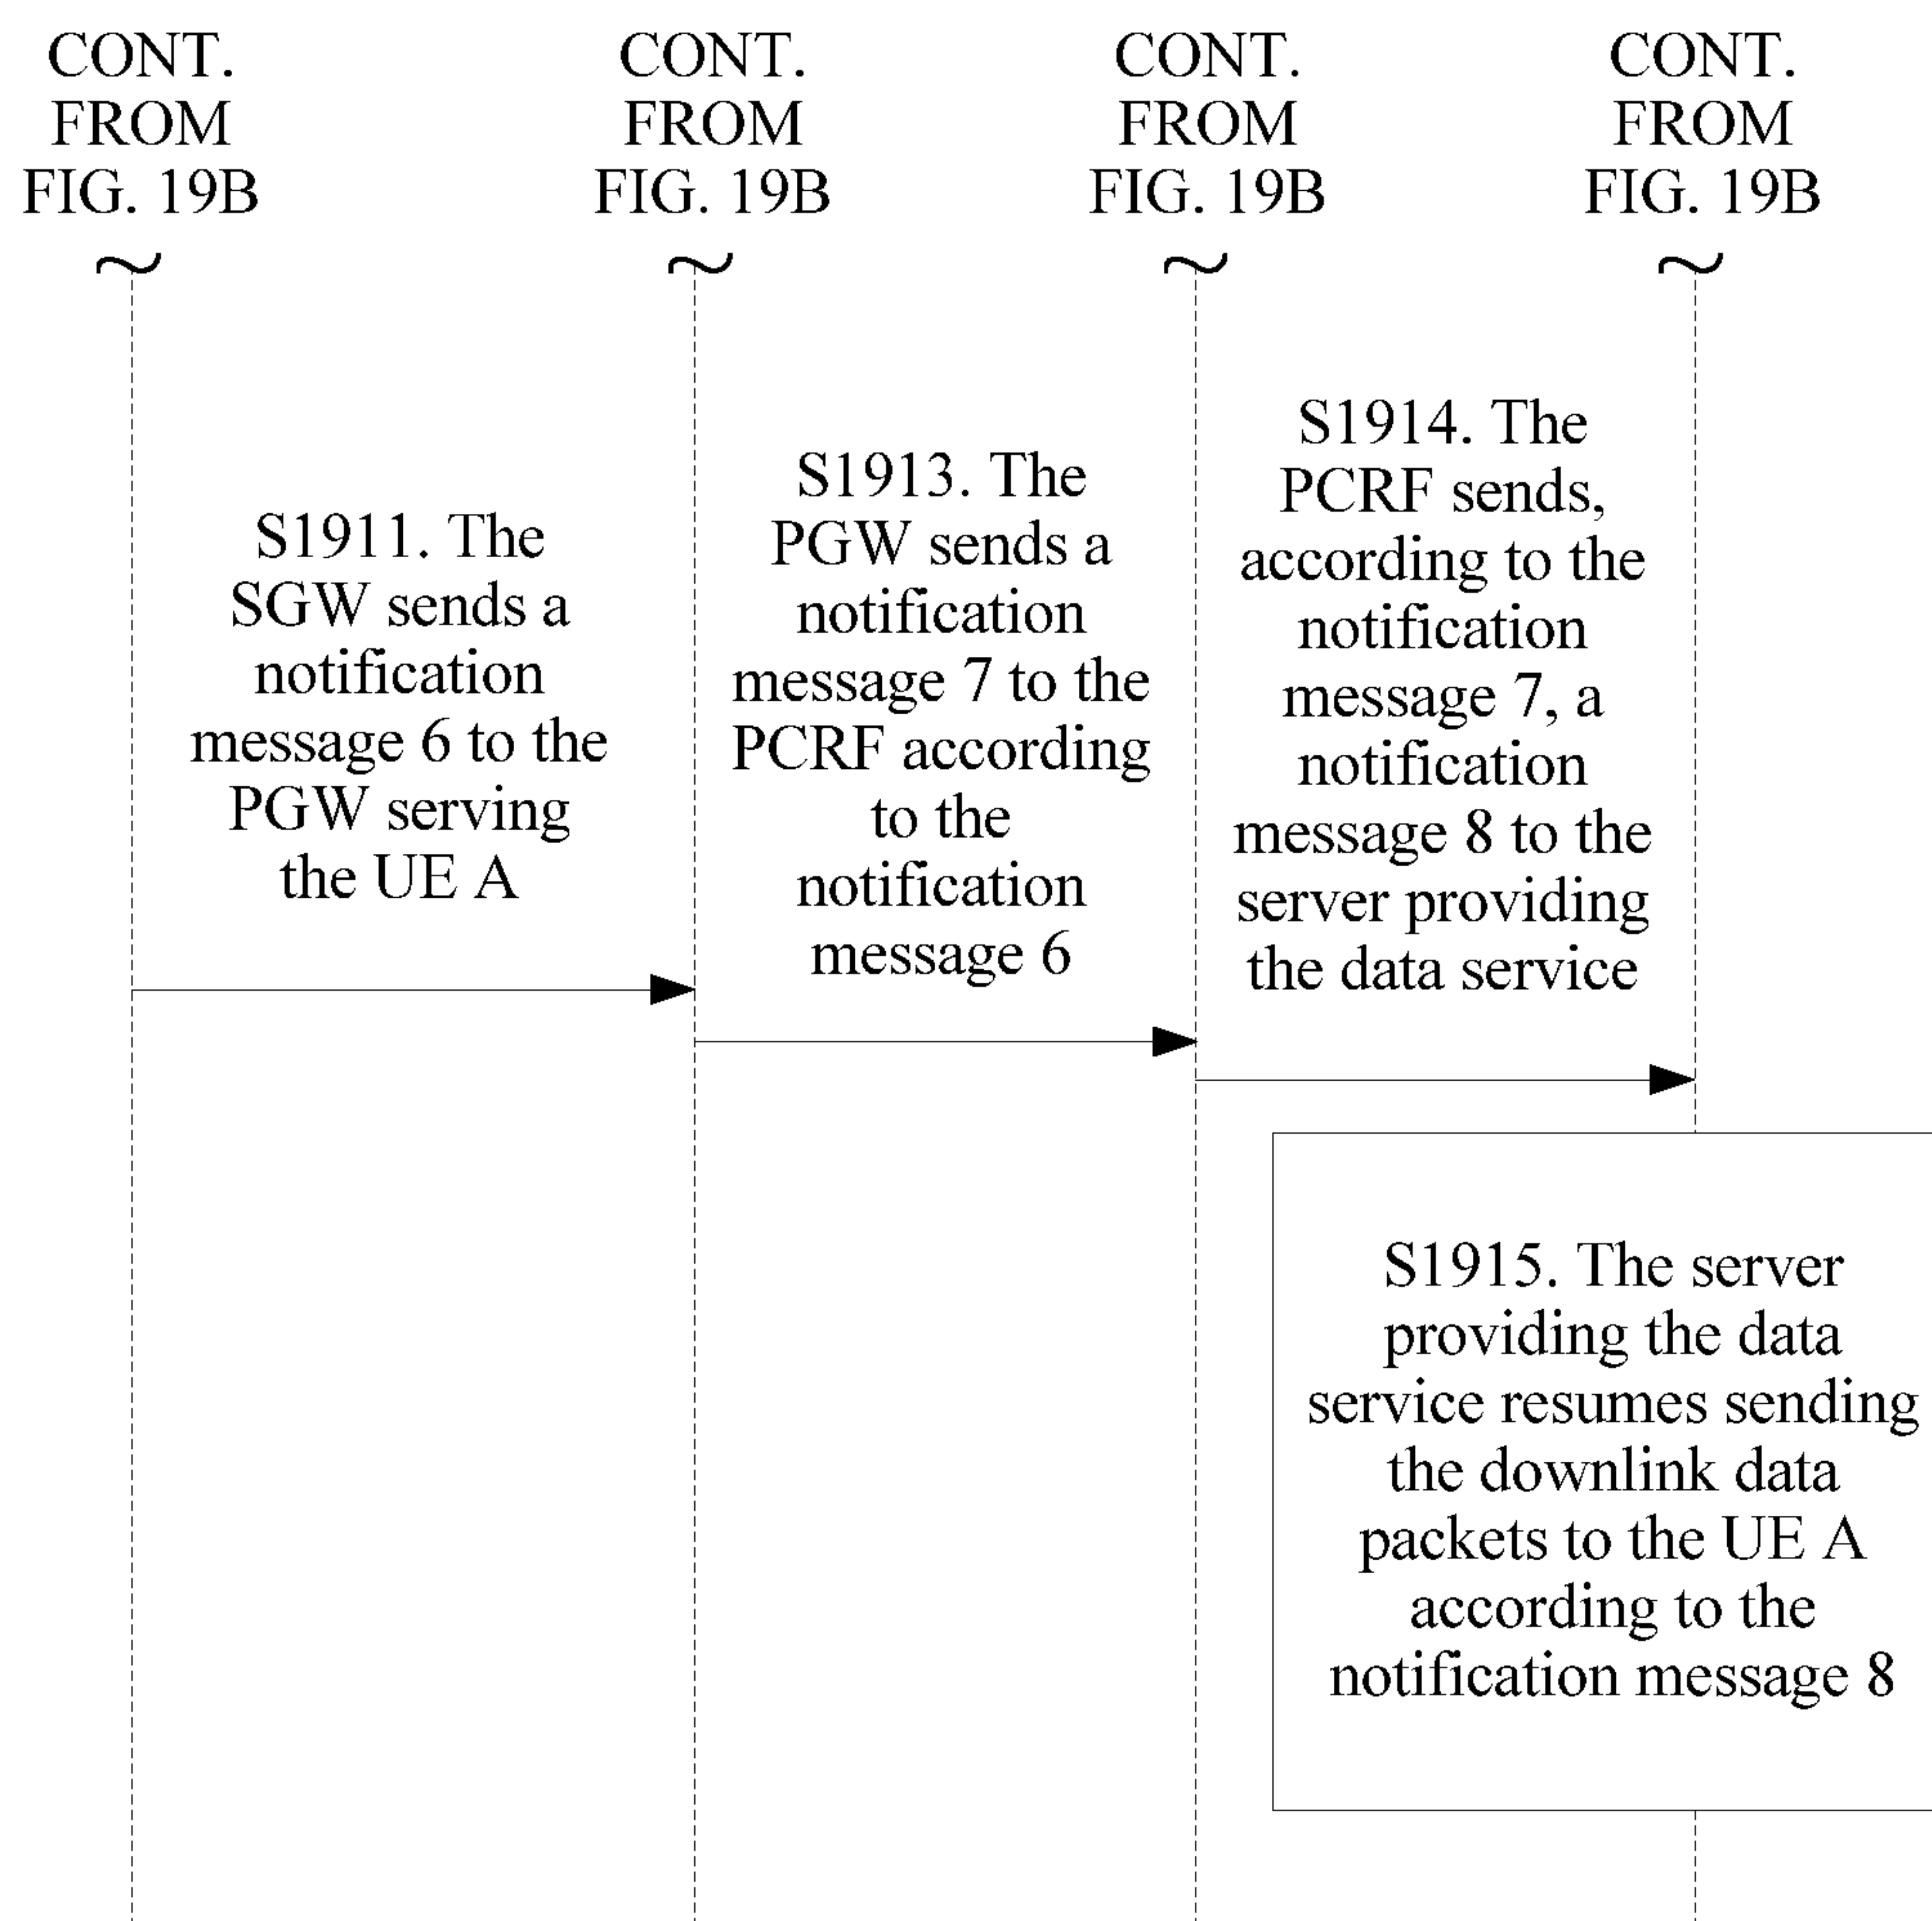 CONT.
FROM
FIG. 19B
CONT.
FROM
FIG. 19B
CONT.
FROM
FIG. 19B
CONT.
FROM
FIG. 19B
S1911. The
SGW sends a
notification
message 6 to the
PGW serving
the UE A
S1913. The
PGW sends a
notification
message 7 to the
PCRF according
to the
notification
message 6
S1914. The
PCRF sends,
according to the
notification
message 7, a
notification
message 8 to the
server providing
the data service
S1915. The server
providing the data
service resumes sending
the downlink data
packets to the UE A
according to the
notification message 8